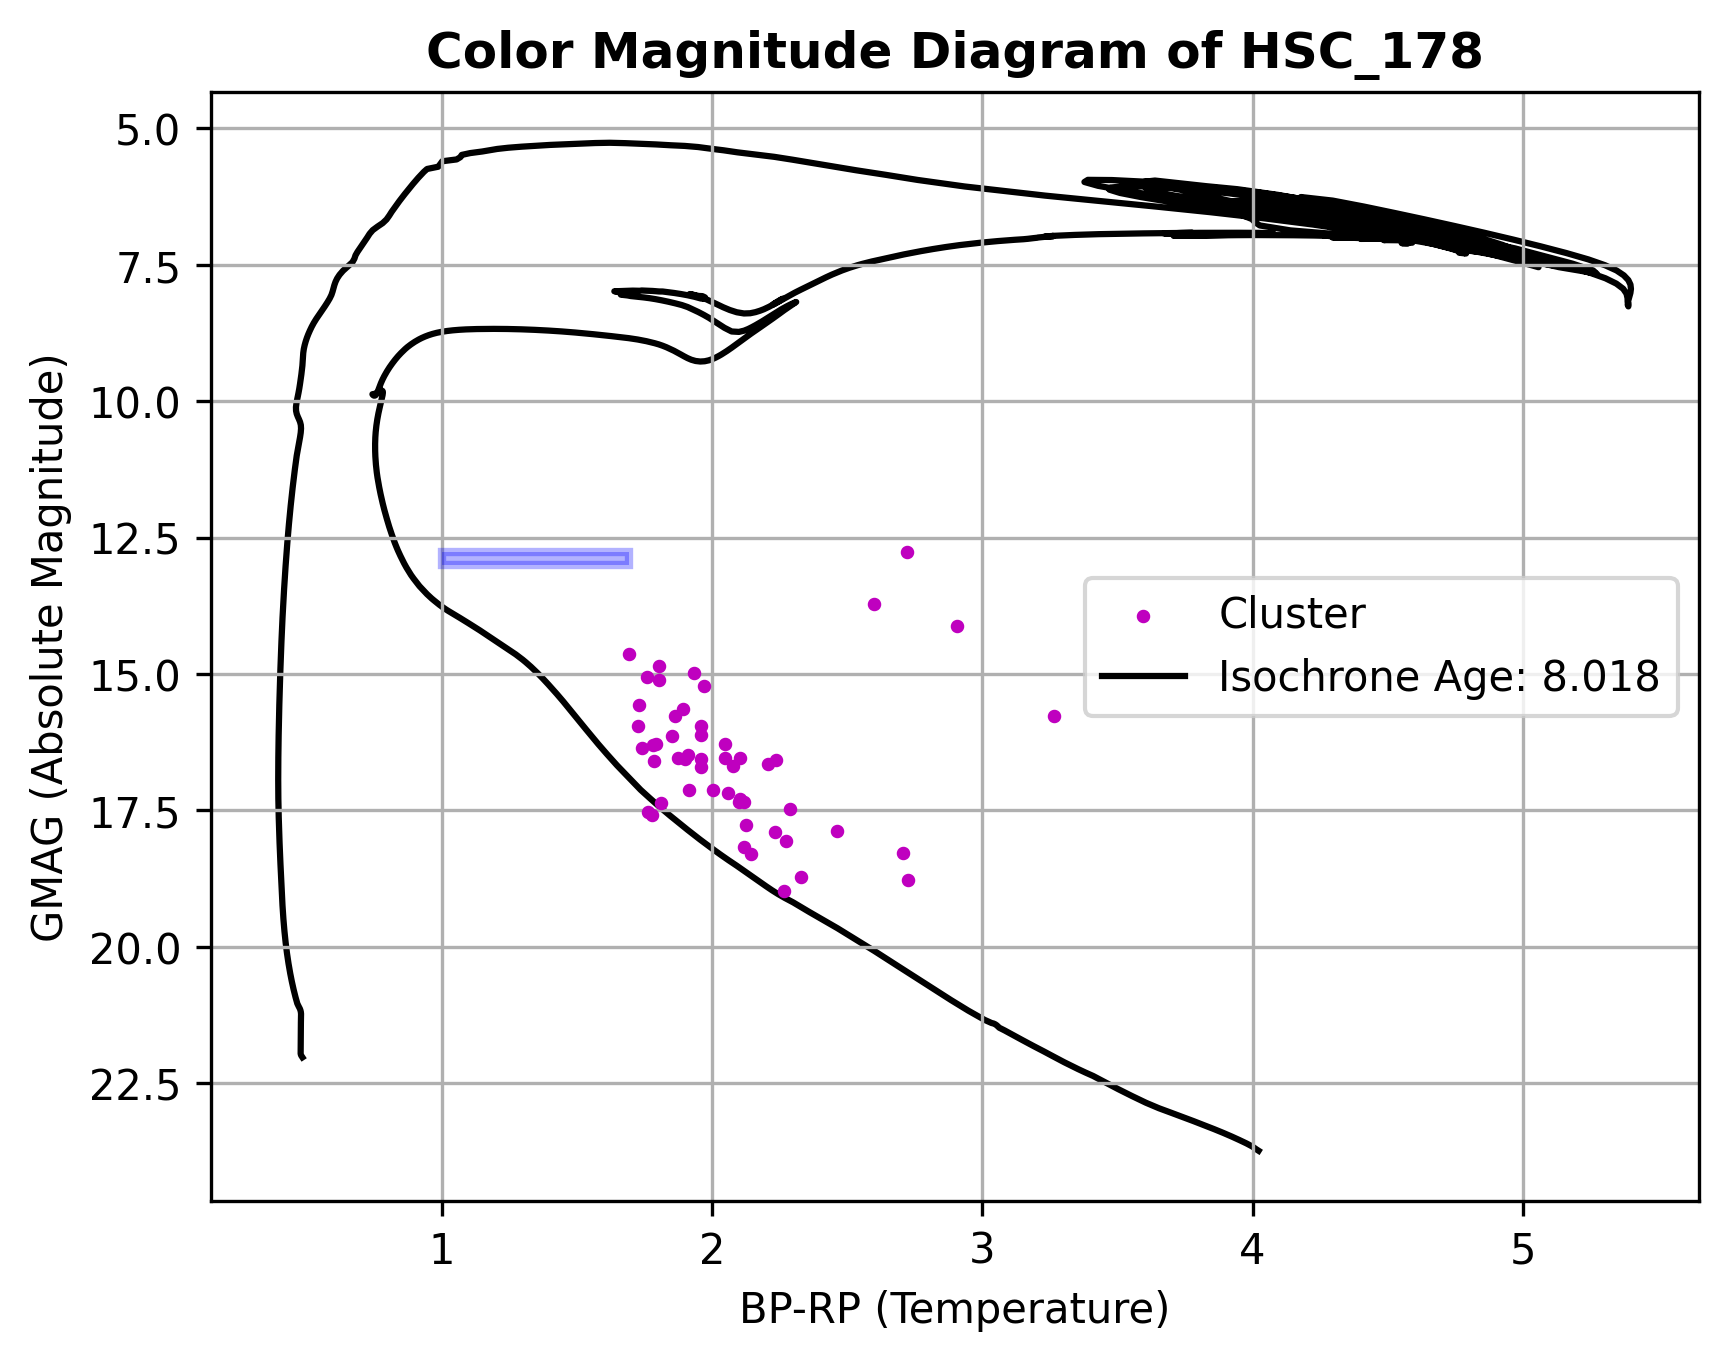 Color Magnitude Diagram of HSC_178
GMAG (Absolute Magnitude)
5.0
7.5
10.0
12.5
15.0
17.5
20.0
22.5
Cluster
Isochrone Age: 8.018
1 2 3 4 5
BP-RP (Temperature)